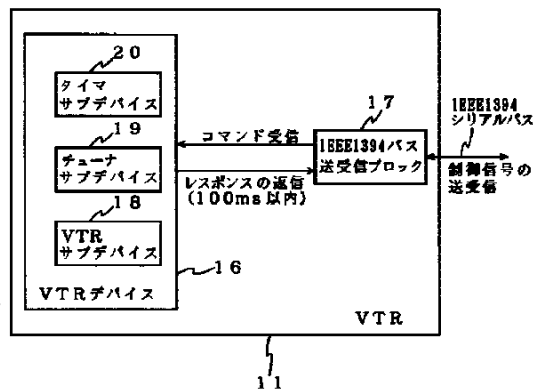 20
タイマ
サブデバイス
19
チューナ
サブデバイス
18
VTR
サブデバイス
16
VTRデバイス
コマンド受信
レスポンスの返信
(100ms以内)
17
IEEE1394バス
送受信ブロック
IEEE1394
シリアルバス
制御信号の
送受信
VTR
11